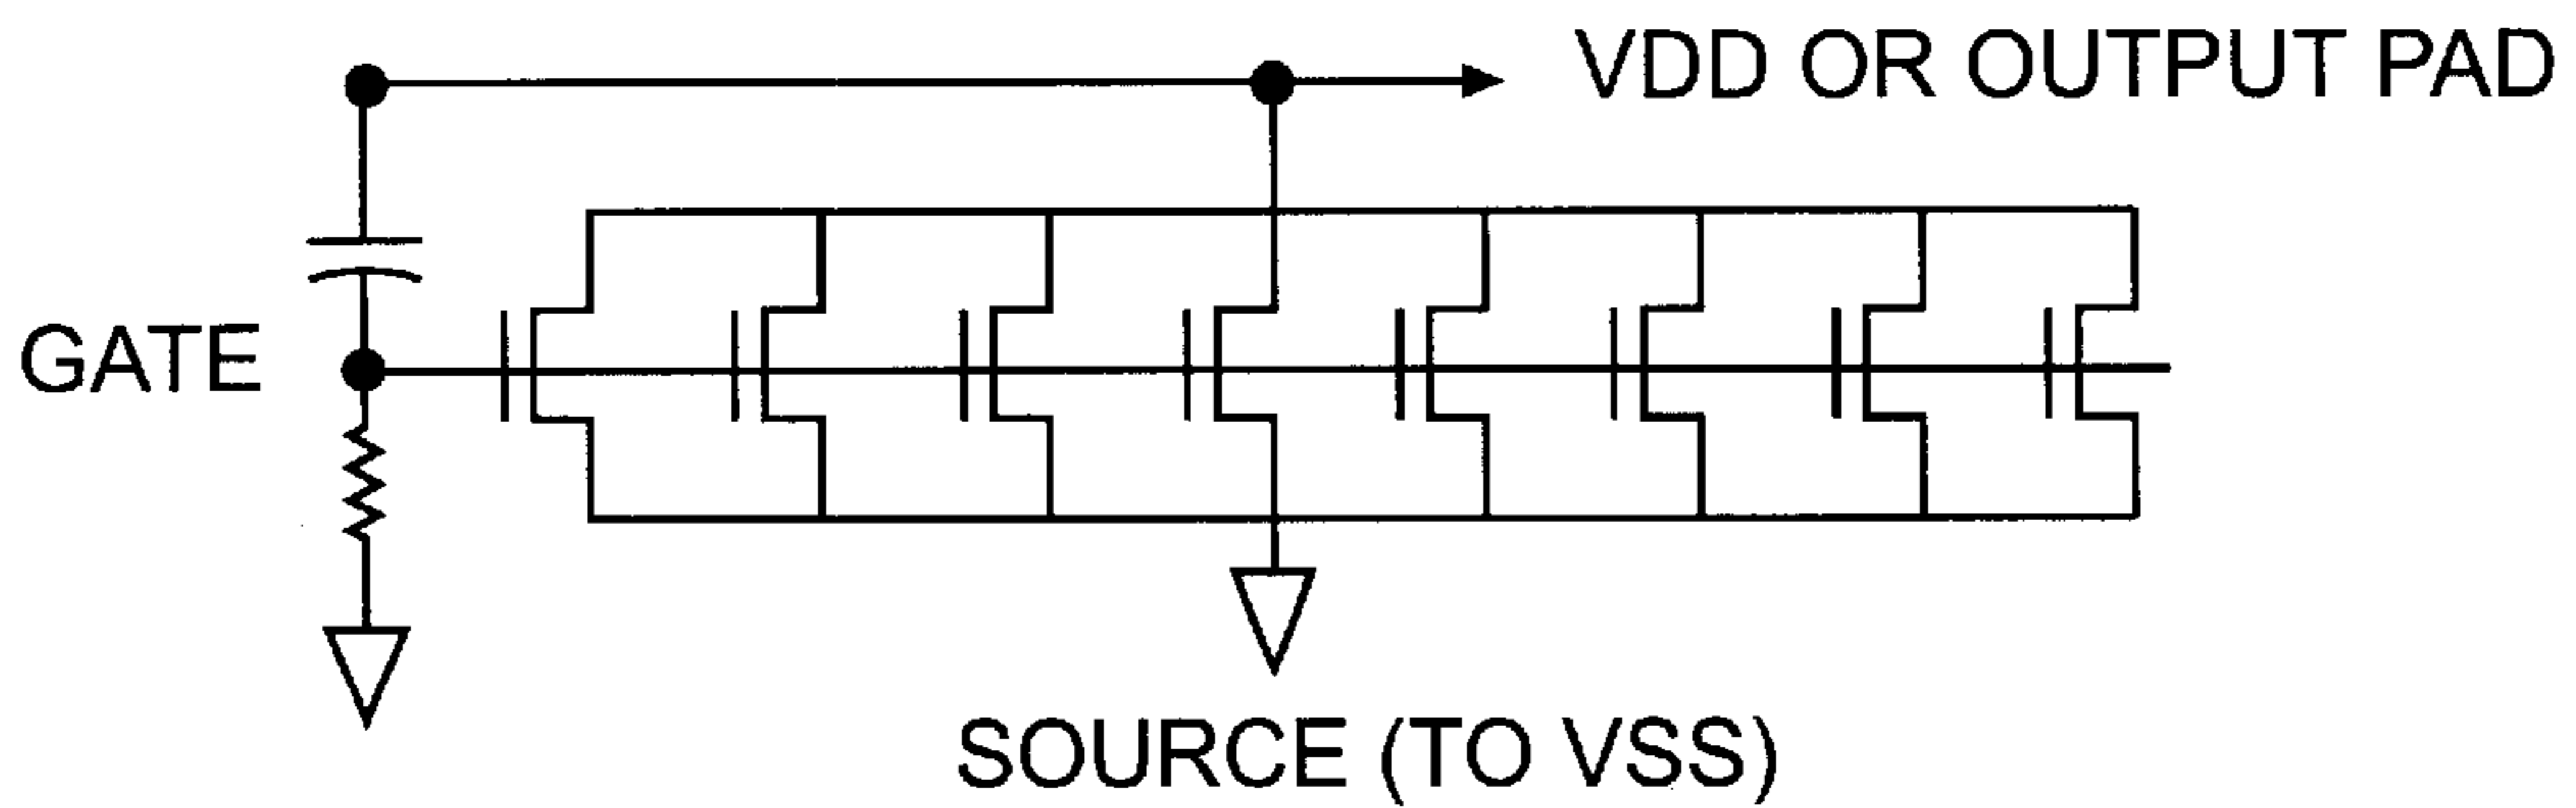 VDD OR OUTPUT PAD
GATE
SOURCE (TO VSS)